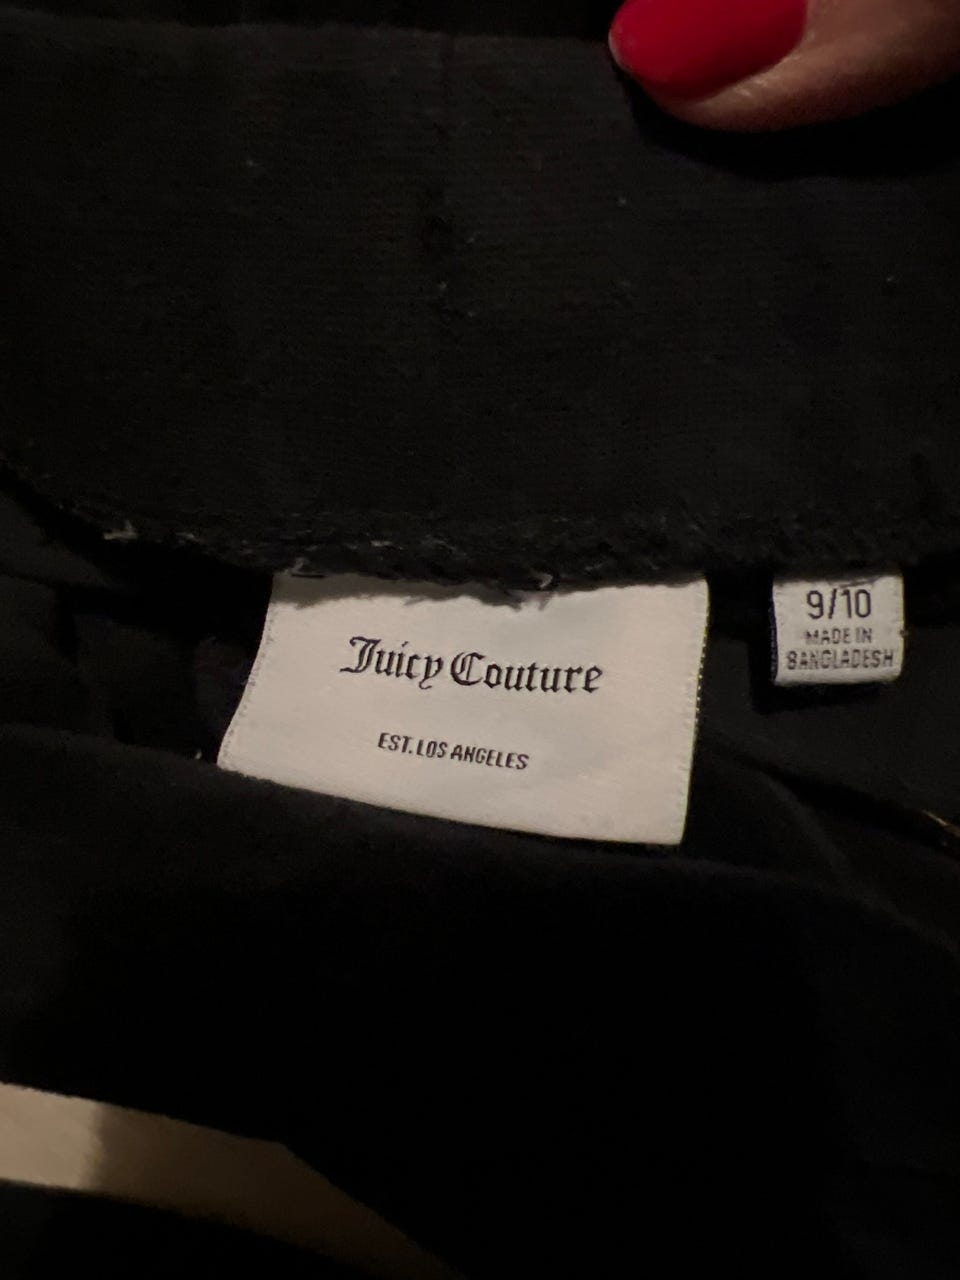 Juicy Couture
EST. LOS ANGELES
9/10
MADE IN
BANGLADESH